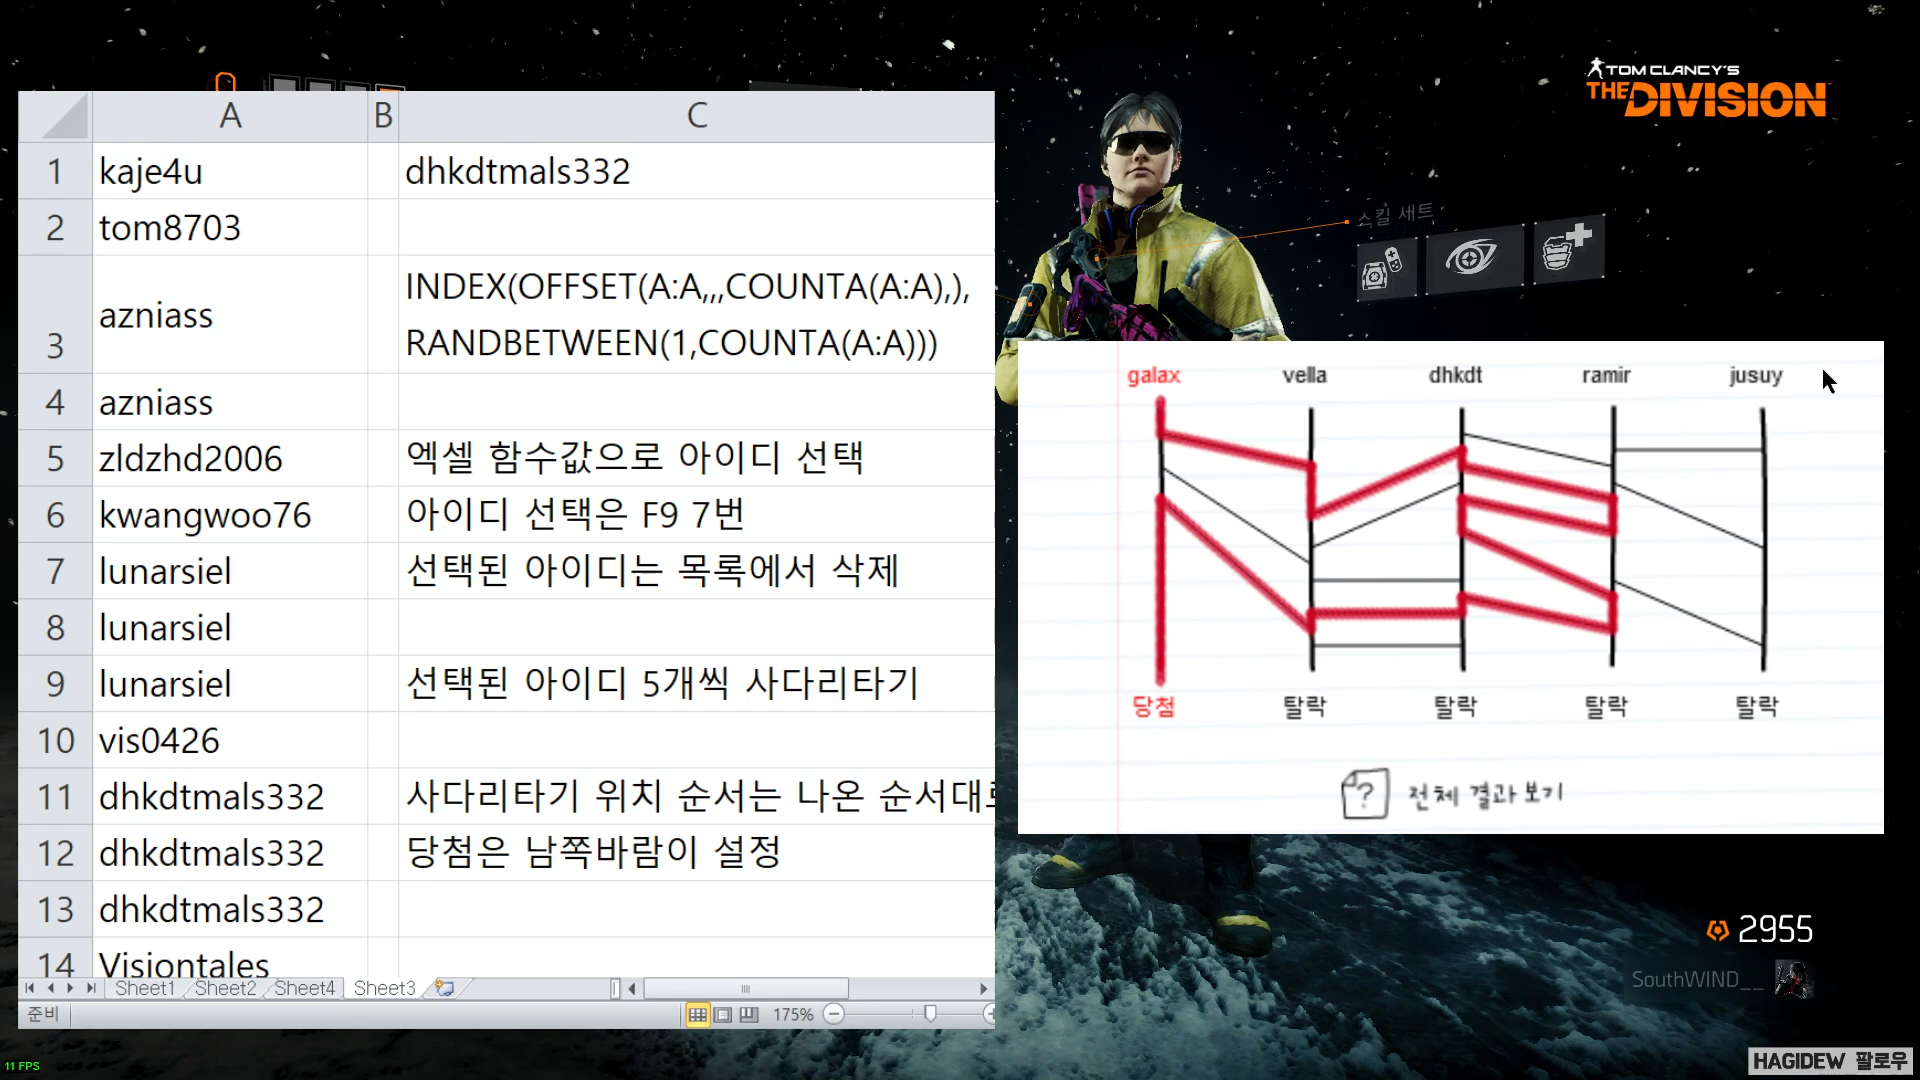 TOM CLANCY'S
THE DIVISION
A B C
1 kaje4u dhkdtmals332
2 tom8703
3 azniass INDEX(OFFSET(A:A,,,COUNTA(A:A),),
RANDBETWEEN(1,COUNTA(A:A)))
4 azniass
5 zldzhd2006 엑셀 함수값으로 아이디 선택
6 kwangwoo76 아이디 선택은 F9 7번
7 lunarsiel 선택된 아이디는 목록에서 삭제
8 lunarsiel
9 lunarsiel 선택된 아이디 5개씩 사다리타기
10 vis0426
11 dhkdtmals332 사다리타기 위치 순서는 나온 순서대로
12 dhkdtmals332 당첨은 남쪽바람이 설정
13 dhkdtmals332
14 Visiontales
Sheet1 Sheet2 Sheet4 Sheet3
준비 175%
스킬 세트
galax vella dhkdt ramir jusuy
당첨 탈락 탈락 탈락 탈락
? 전체 결과 보기
2955
SouthWIND__
11 FPS
HAGIDEW 팔로우